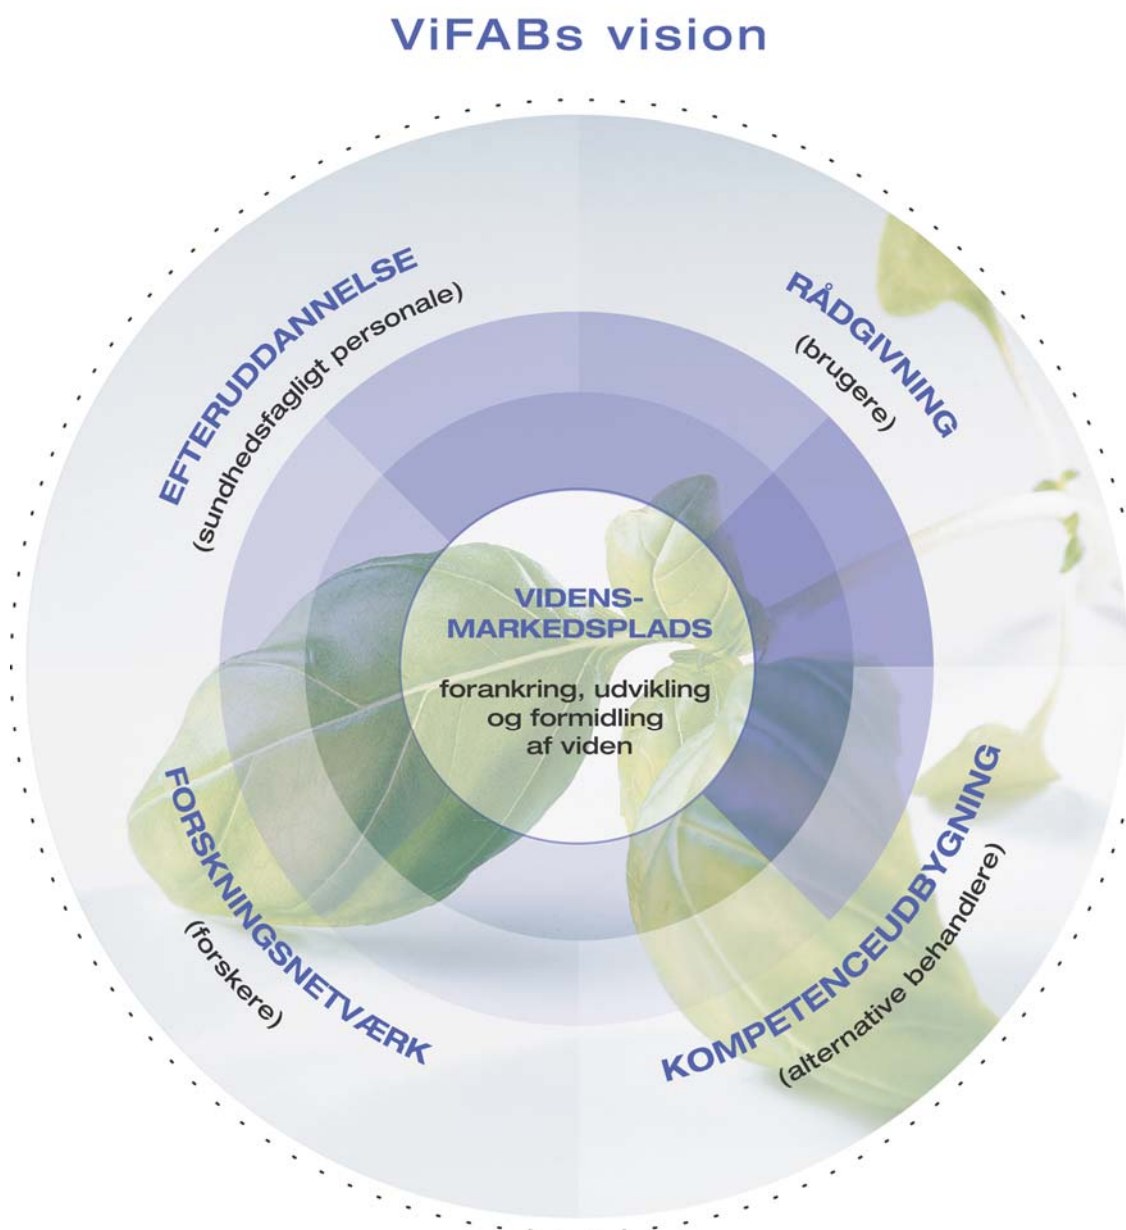 ViFABs vision
EFTERUDDANNELSE
(sundhedsfagligt personale)
RÅDGIVNING
(brugere)
VIDENS-
MARKEDSPLADS
forankring, udvikling
og formidling
af viden
FORSKNINGSNETVÆRK
(forskere)
KOMPETENCEUDBYGNING
(alternative behandlere)